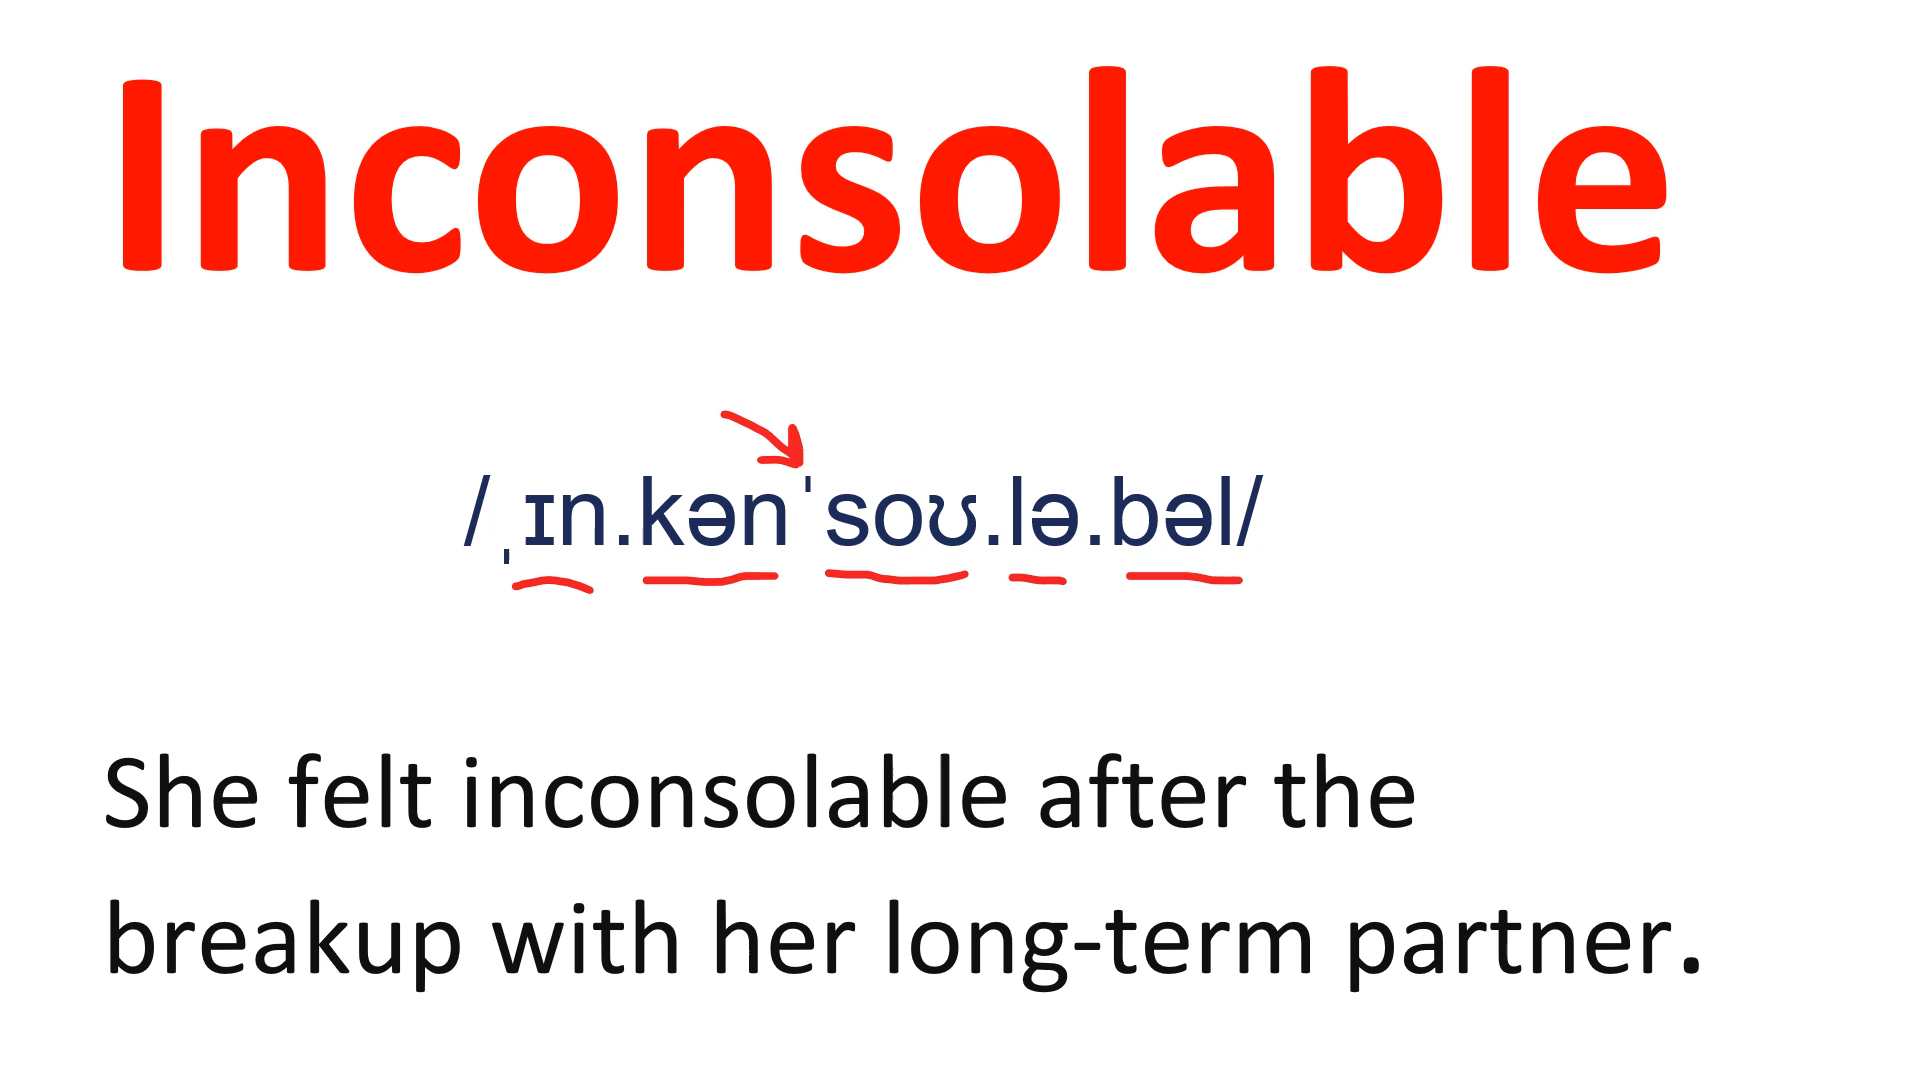 Inconsolable
/ˌɪn.kənˈsoʊ.lə.bəl/
She felt inconsolable after the
breakup with her long-term partner.